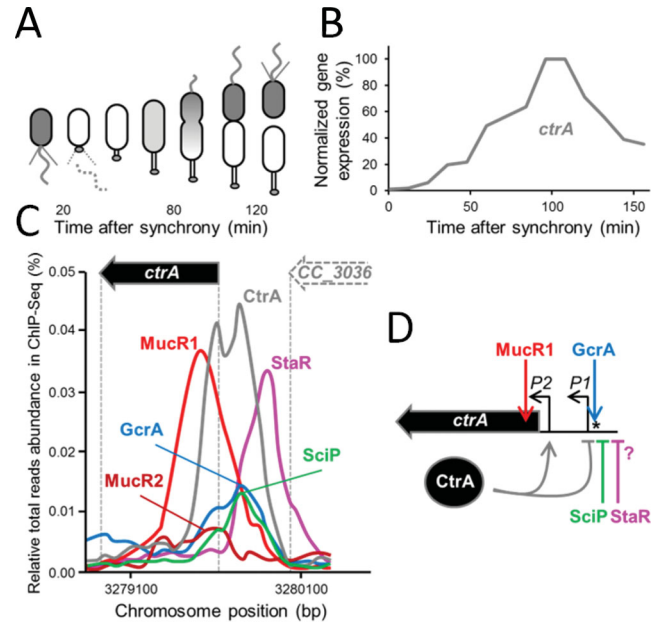 A
20 80 120
Time after synchrony (min)
B
Normalized gene
expression (%)
100
80
60
40
20
0
ctrA
0 50 100 150
Time after synchrony (min)
C
Relative total reads abundance in ChIP-Seq (%)
0.05
0.04
0.03
0.02
0.01
0.00
ctrA
CC_3036
CtrA
MucR1
StaR
GcrA
SciP
MucR2
3279100 3280100
Chromosome position (bp)
D
MucR1 GcrA
P2 P1
ctrA *
CtrA
?
SciP StaR